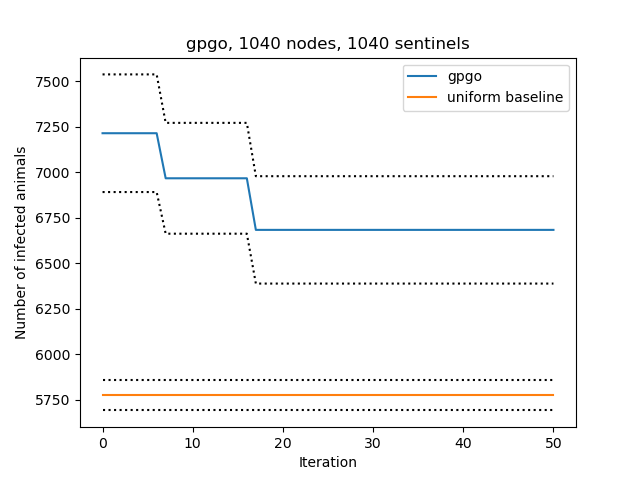 gpgo, 1040 nodes, 1040 sentinels
gpgo
uniform baseline
Number of infected animals
7500
7250
7000
6750
6500
6250
6000
5750
0 10 20 30 40 50
Iteration